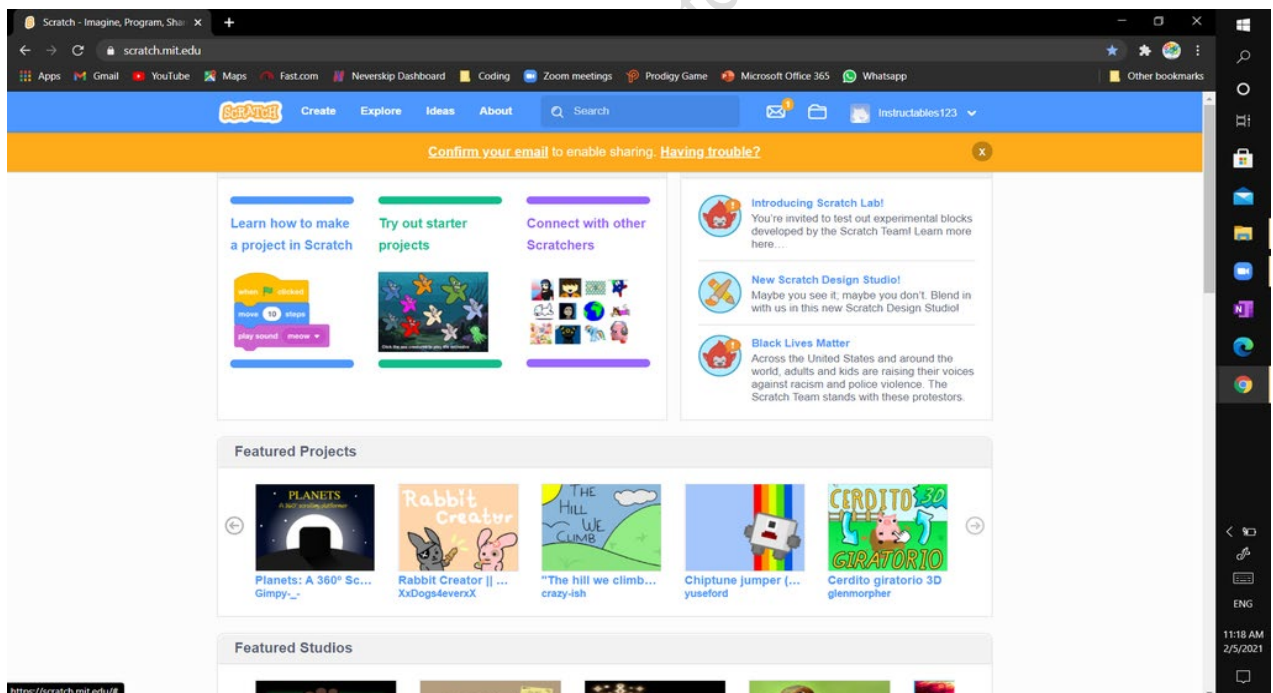 Scratch - Imagine, Program, Shar
scratch.mit.edu
Apps Gmail YouTube Maps Fast.com Neverskip Dashboard Coding Zoom meetings Prodigy Game Microsoft Office 365 Whatsapp Other bookmarks
SCRATCH Create Explore Ideas About Search 1 Instructables123
Confirm your email to enable sharing. Having trouble? x
Learn how to make
a project in Scratch
Try out starter
projects
Connect with other
Scratchers
when clicked
move 10 steps
play sound meow
Introducing Scratch Lab!
You're invited to test out experimental blocks
developed by the Scratch Team! Learn more
here....
New Scratch Design Studio!
Maybe you see it; maybe you don't. Blend in
with us in this new Scratch Design Studio!
Black Lives Matter
Across the United States and around the
world, adults and kids are raising their voices
against racism and police violence. The
Scratch Team stands with these protestors.
Featured Projects
PLANETS
Rabbit
Creator
THE
HILL
WE
CLIMB
CERDITO 3D
GIRATORIO
Planets: A 360º Sc...
Gimpy-_-
Rabbit Creator || ...
XxDogs4everxX
"The hill we climb...
crazy-ish
Chiptune jumper (...
yuseford
Cerdito giratorio 3D
glenmorpher
Featured Studios
https://scratch.mit.edu/#
ENG
11:18 AM
2/5/2021